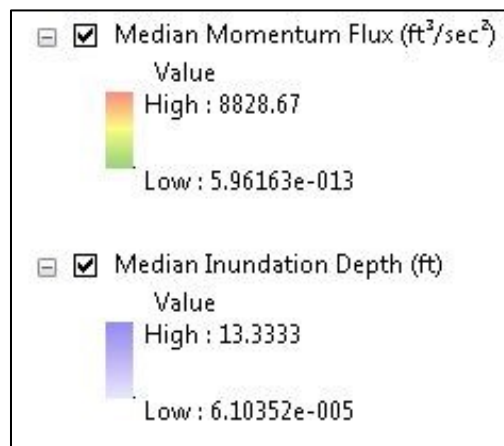 Median Momentum Flux (ft³/sec²)
Value
High : 8828.67
Low : 5.96163e-013
Median Inundation Depth (ft)
Value
High : 13.3333
Low : 6.10352e-005